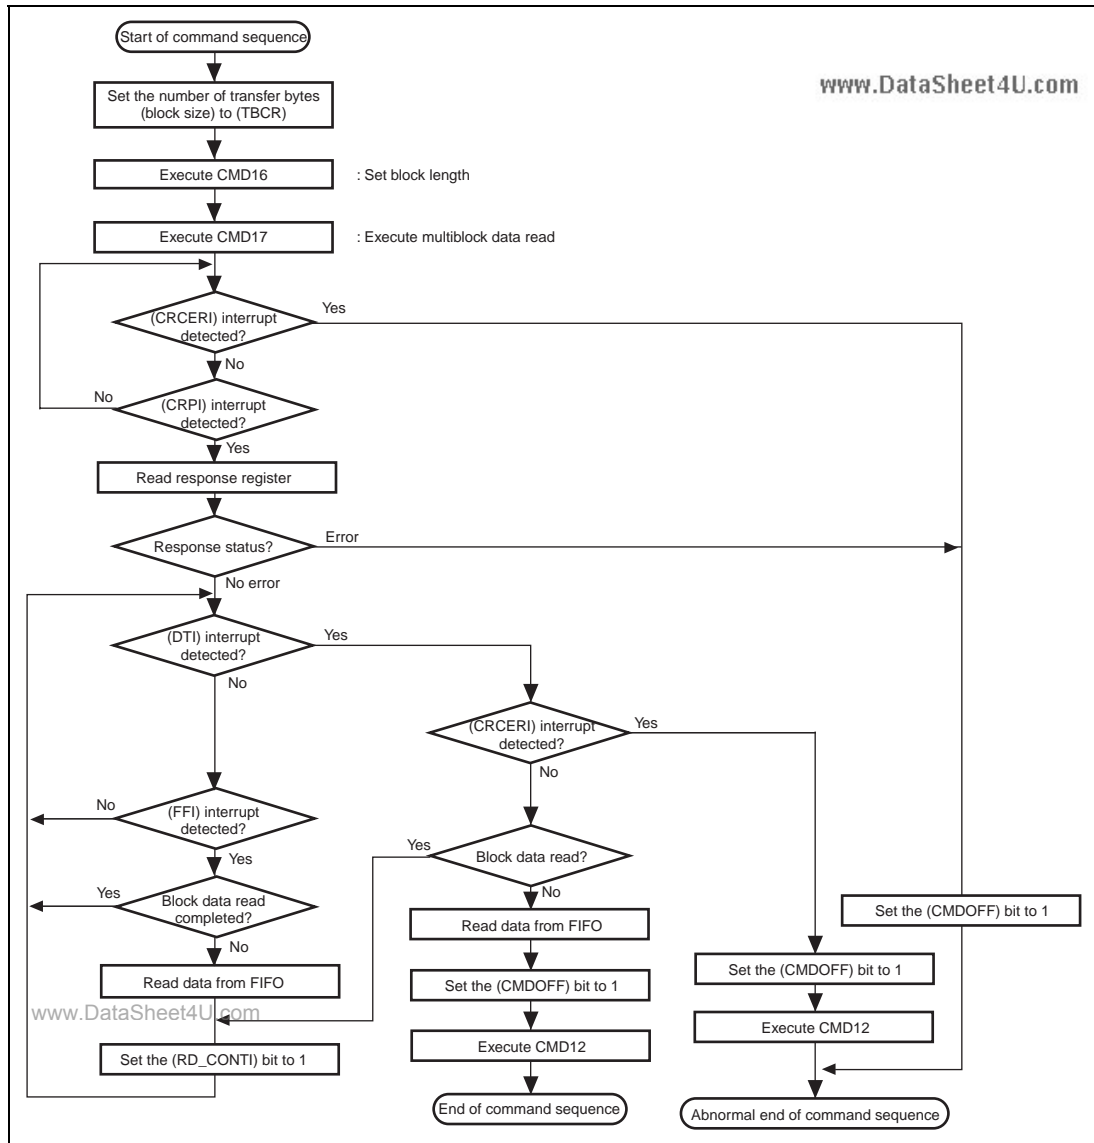 Start of command sequence
www.DataSheet4U.com
Set the number of transfer bytes
(block size) to (TBCR)
Execute CMD16
: Set block length
Execute CMD17
: Execute multiblock data read
(CRCERI) interrupt
detected?
Yes
No
(CRPI) interrupt
detected?
No
Yes
Read response register
Response status?
Error
No error
(DTI) interrupt
detected?
Yes
No
(CRCERI) interrupt
detected?
Yes
No
(FFI) interrupt
detected?
No
Yes
Block data read?
Yes
No
Block data read
completed?
Yes
No
Read data from FIFO
Set the (CMDOFF) bit to 1
Read data from FIFO
Set the (CMDOFF) bit to 1
Set the (CMDOFF) bit to 1
www.DataSheet4U.com
Execute CMD12
Set the (RD_CONTI) bit to 1
Execute CMD12
End of command sequence
Abnormal end of command sequence